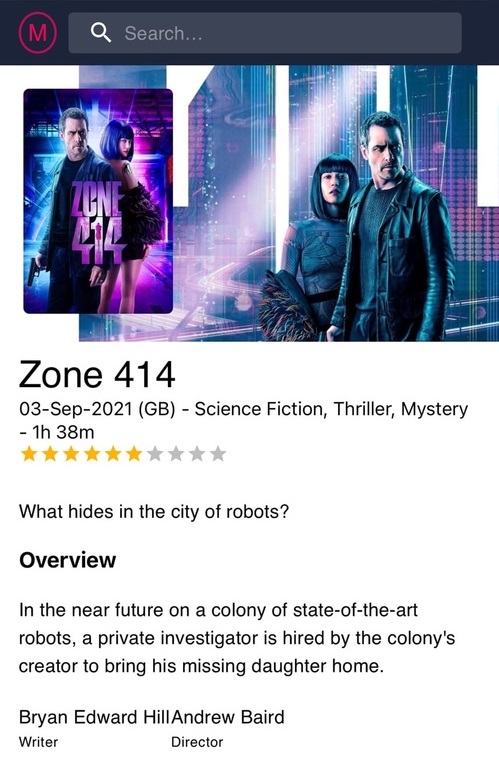 M
Search...
ZONE
414
Zone 414
03-Sep-2021 (GB) - Science Fiction, Thriller, Mystery
- 1h 38m
What hides in the city of robots?
Overview
In the near future on a colony of state-of-the-art
robots, a private investigator is hired by the colony's
creator to bring his missing daughter home.
Bryan Edward Hill Andrew Baird
Writer Director